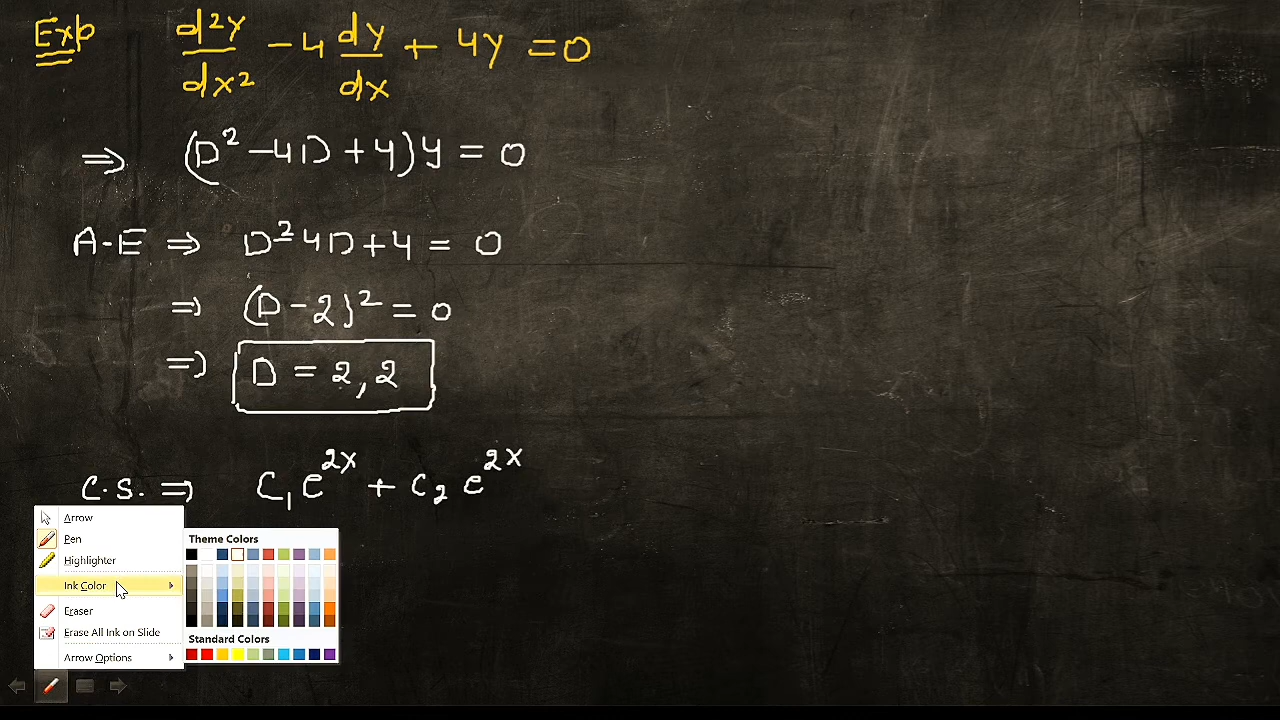 Exp d²y/dx² - 4 dy/dx + 4y = 0
⇒ (D² - 4D + 4)y = 0
A-E ⇒ D² - 4D + 4 = 0
⇒ (D - 2)² = 0
⇒ D = 2, 2
C.S. ⇒ C₁e^2x + C₂ e^2x
Arrow
Pen
Highlighter
Ink Color
Eraser
Erase All Ink on Slide
Arrow Options
Theme Colors
Standard Colors